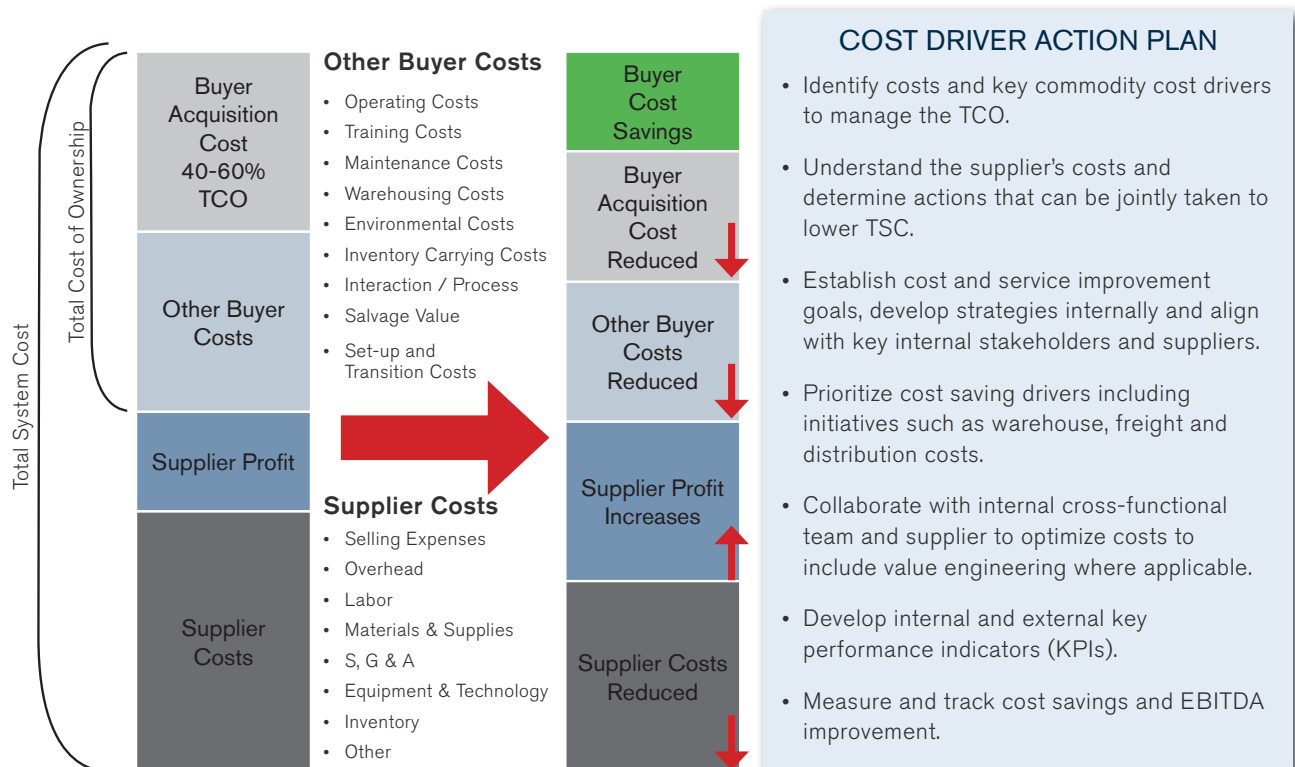 Total System Cost
Total Cost of Ownership
Buyer
Acquisition
Cost
40-60%
TCO
Other Buyer
Costs
Supplier Profit
Supplier
Costs
Other Buyer Costs
• Operating Costs
• Training Costs
• Maintenance Costs
• Warehousing Costs
• Environmental Costs
• Inventory Carrying Costs
• Interaction / Process
• Salvage Value
• Set-up and
Transition Costs
Supplier Costs
• Selling Expenses
• Overhead
• Labor
• Materials & Supplies
• S, G & A
• Equipment & Technology
• Inventory
• Other
Buyer
Cost
Savings
Buyer
Acquisition
Cost
Reduced
Other Buyer
Costs
Reduced
Supplier Profit
Increases
Supplier Costs
Reduced
COST DRIVER ACTION PLAN
• Identify costs and key commodity cost drivers
to manage the TCO.
• Understand the supplier’s costs and
determine actions that can be jointly taken to
lower TSC.
• Establish cost and service improvement
goals, develop strategies internally and align
with key internal stakeholders and suppliers.
• Prioritize cost saving drivers including
initiatives such as warehouse, freight and
distribution costs.
• Collaborate with internal cross-functional
team and supplier to optimize costs to
include value engineering where applicable.
• Develop internal and external key
performance indicators (KPIs).
• Measure and track cost savings and EBITDA
improvement.